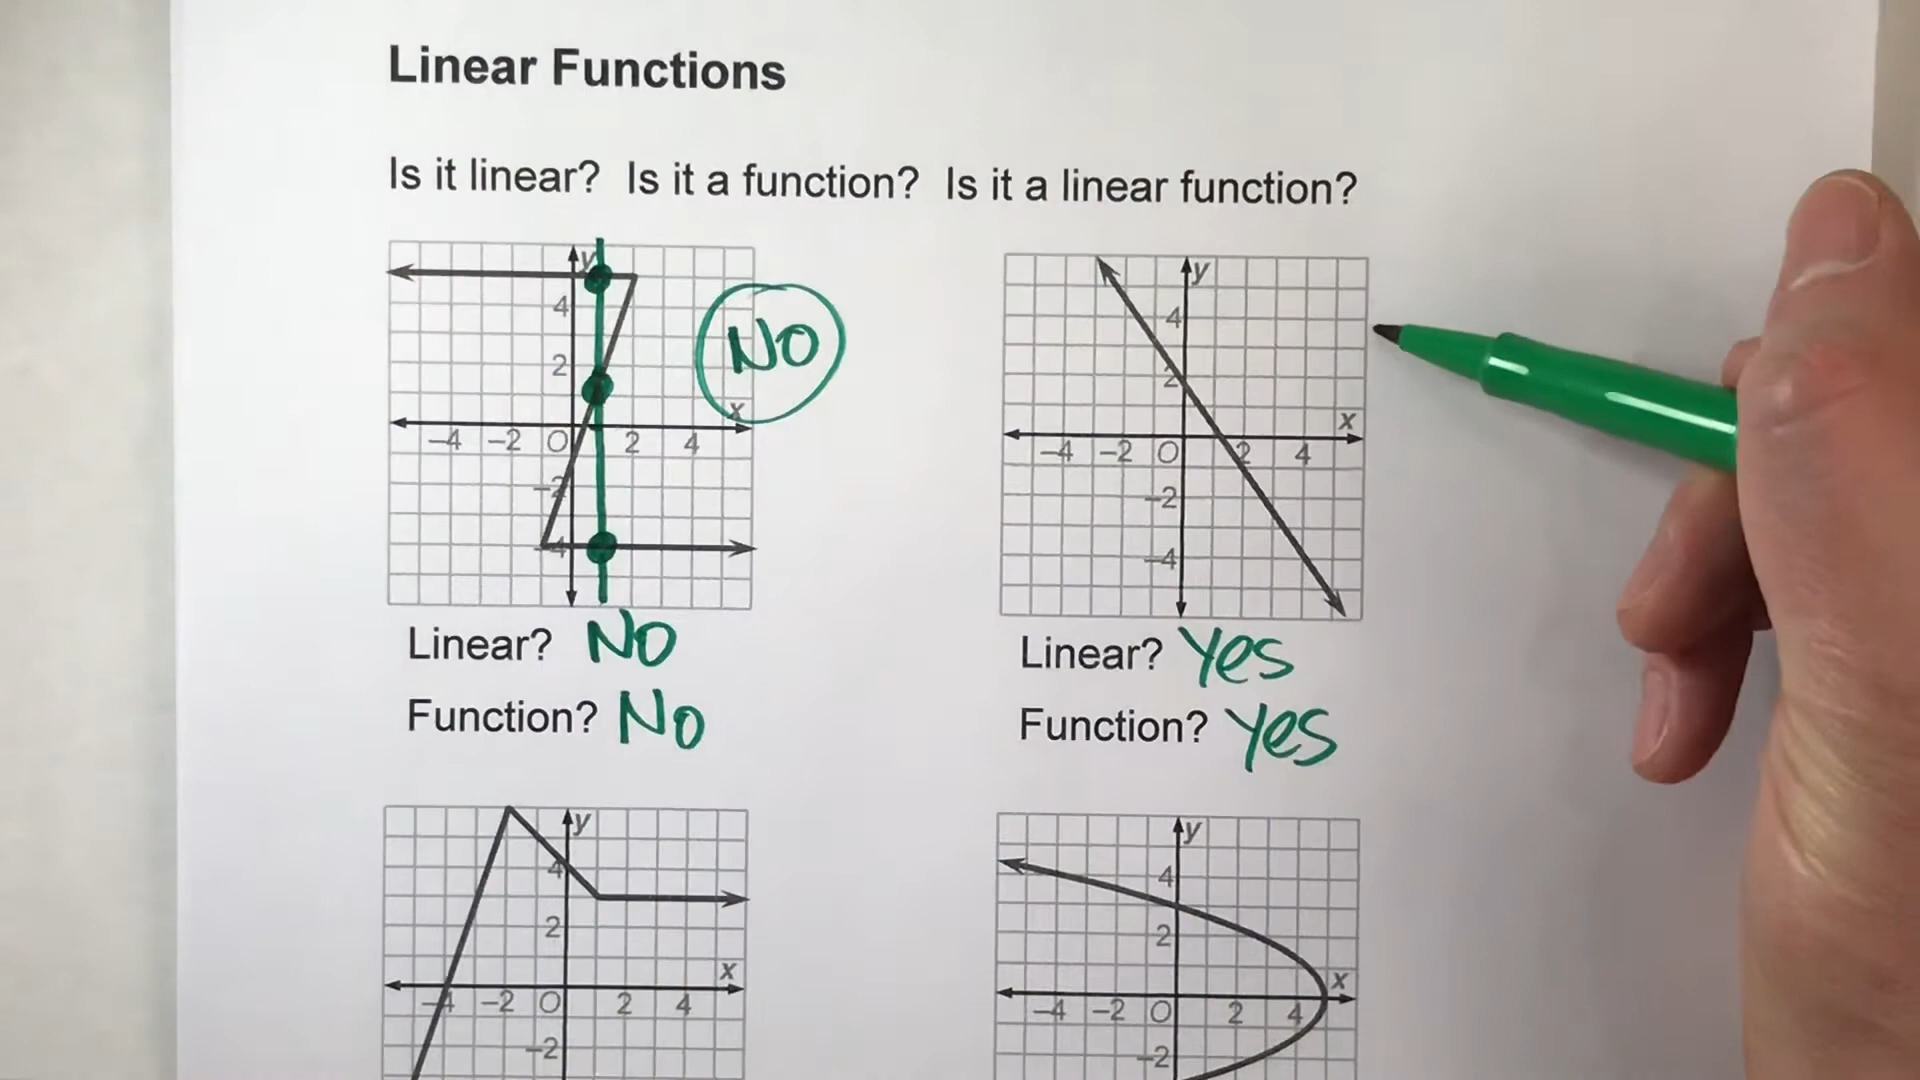 Linear Functions
Is it linear? Is it a function? Is it a linear function?
y
4
2
x
–4 –2 O 2 4
–2
–4
NO
y
4
2
x
–4 –2 O 2 4
–2
–4
Linear? NO
Function? No
Linear? Yes
Function? Yes
y
4
2
x
–4 –2 O 2 4
–2
y
4
2
x
–4 –2 O 2 4
–2